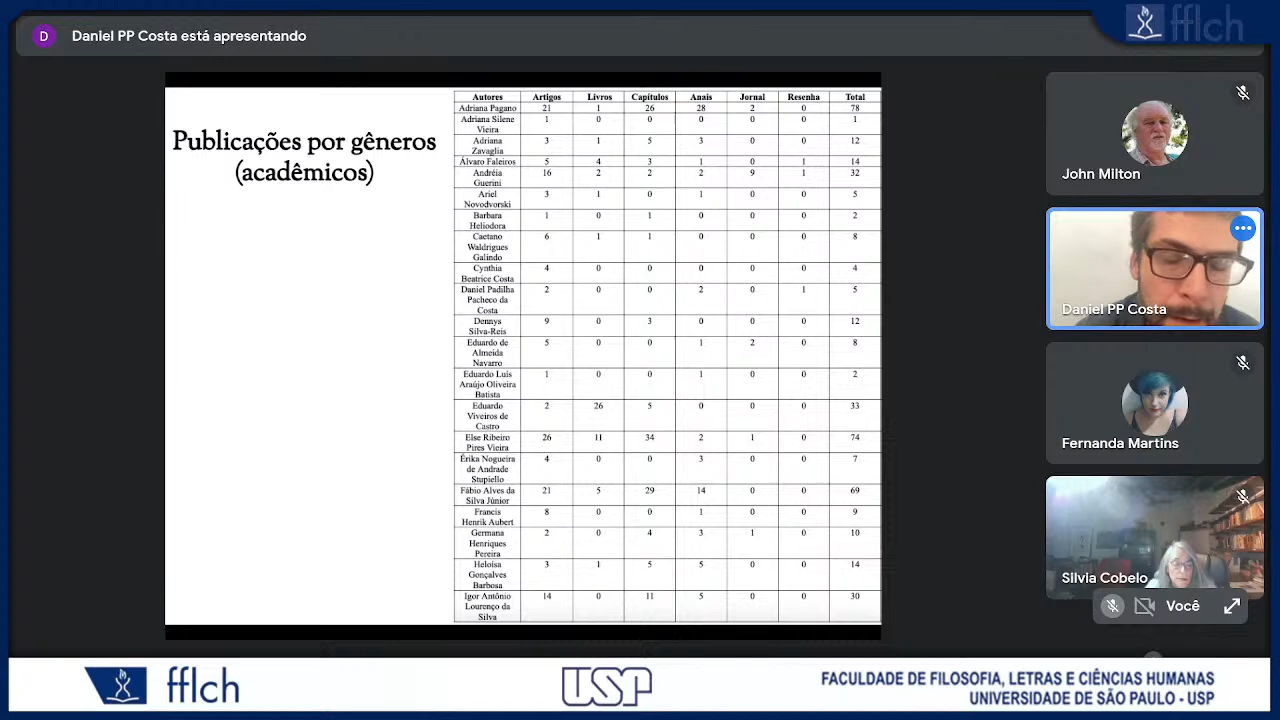 D Daniel PP Costa está apresentando
fflch
Publicações por gêneros
(acadêmicos)
Autores Artigos Livros Capítulos Anais Jornal Resenha Total
Adriana Pagano 21 1 26 28 2 0 78
Adriana Silene 1 0 0 0 0 0 1
Vieira
Adriana 3 1 5 3 0 0 12
Zavaglia
Álvaro Faleiros 5 4 3 1 0 1 14
Andréia 16 2 2 2 9 1 32
Guerini
Ariel 3 1 0 1 0 0 5
Novodvorski
Barbara 1 0 1 0 0 0 2
Heliodora
Caetano 6 1 1 0 0 0 8
Waldrigues
Galindo
Cynthia 4 0 0 0 0 0 4
Beatrice Costa
Daniel Padilha 2 0 0 2 0 1 5
Pacheco da
Costa
Dennys 9 0 3 0 0 0 12
Silva-Reis
Eduardo de 5 0 0 1 2 0 8
Almeida
Navarro
Eduardo Luís 1 0 0 1 0 0 2
Araújo Oliveira
Batista
Eduardo 2 26 5 0 0 0 33
Viveiros de
Castro
Else Ribeiro 26 11 34 2 1 0 74
Pires Vieira
Érika Nogueira 4 0 0 3 0 0 7
de Andrade
Stupiello
Fábio Alves da 21 5 29 14 0 0 69
Silva Júnior
Francis 8 0 0 1 0 0 9
Henrik Aubert
Germana 2 0 4 3 1 0 10
Henriques
Pereira
Heloísa 3 1 5 5 0 0 14
Gonçalves
Barbosa
Igor Antônio 14 0 11 5 0 0 30
Lourenço da
Silva
John Milton
Daniel PP Costa
Fernanda Martins
Silvia Cobelo
Você
fflch
USP
FACULDADE DE FILOSOFIA, LETRAS E CIÊNCIAS HUMANAS
UNIVERSIDADE DE SÃO PAULO - USP